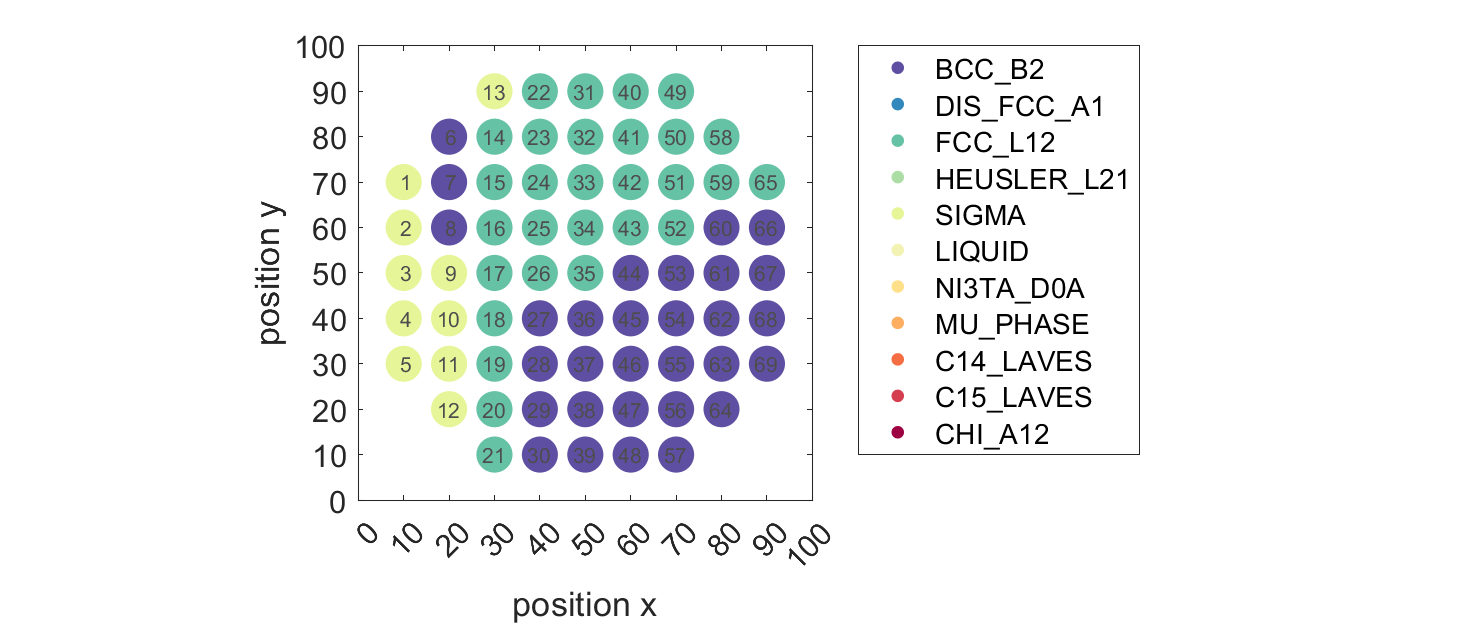 100
90
80
70
60
50
40
30
20
10
0
position y
13 22 31 40 49
6 14 23 32 41 50 58
1 7 15 24 33 42 51 59 65
2 8 16 25 34 43 52 60 66
3 9 17 26 35 44 53 61 67
4 10 18 27 36 45 54 62 68
5 11 19 28 37 46 55 63 69
12 20 29 38 47 56 64
21 30 39 48 57
0 10 20 30 40 50 60 70 80 90 100
position x
BCC_B2
DIS_FCC_A1
FCC_L12
HEUSLER_L21
SIGMA
LIQUID
NI3TA_D0A
MU_PHASE
C14_LAVES
C15_LAVES
CHI_A12